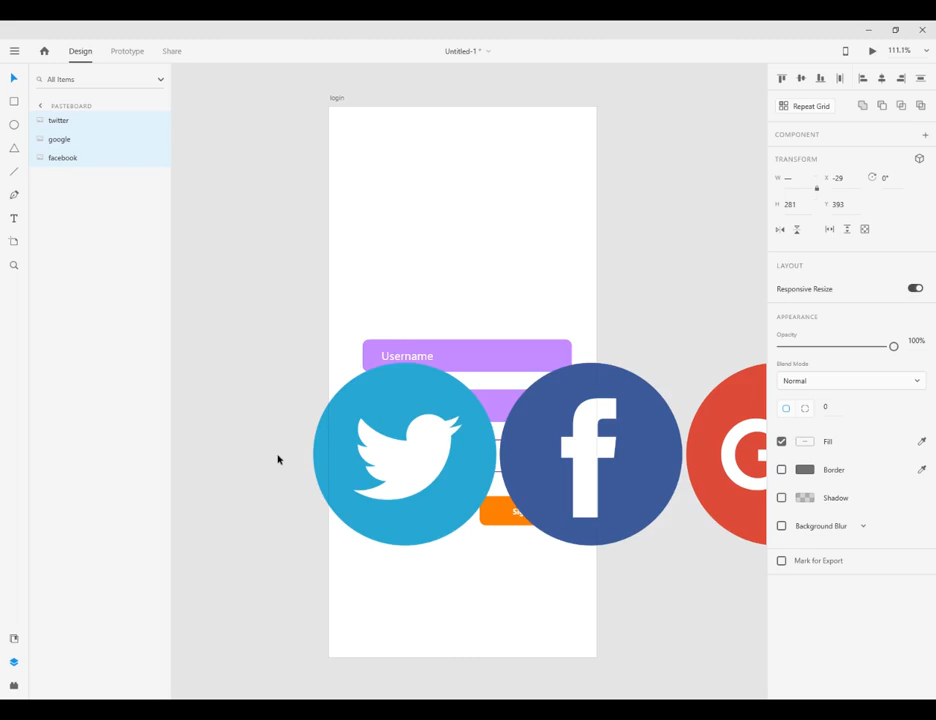 Design Prototype Share Untitled-1 * 111.1%
All Items
PASTEBOARD
twitter
google
facebook
login
Username
Repeat Grid
COMPONENT
TRANSFORM
W — X -29 0°
H 281 Y 393
LAYOUT
Responsive Resize
APPEARANCE
Opacity
100%
Blend Mode
Normal
0
Fill
Border
Shadow
Background Blur
Mark for Export